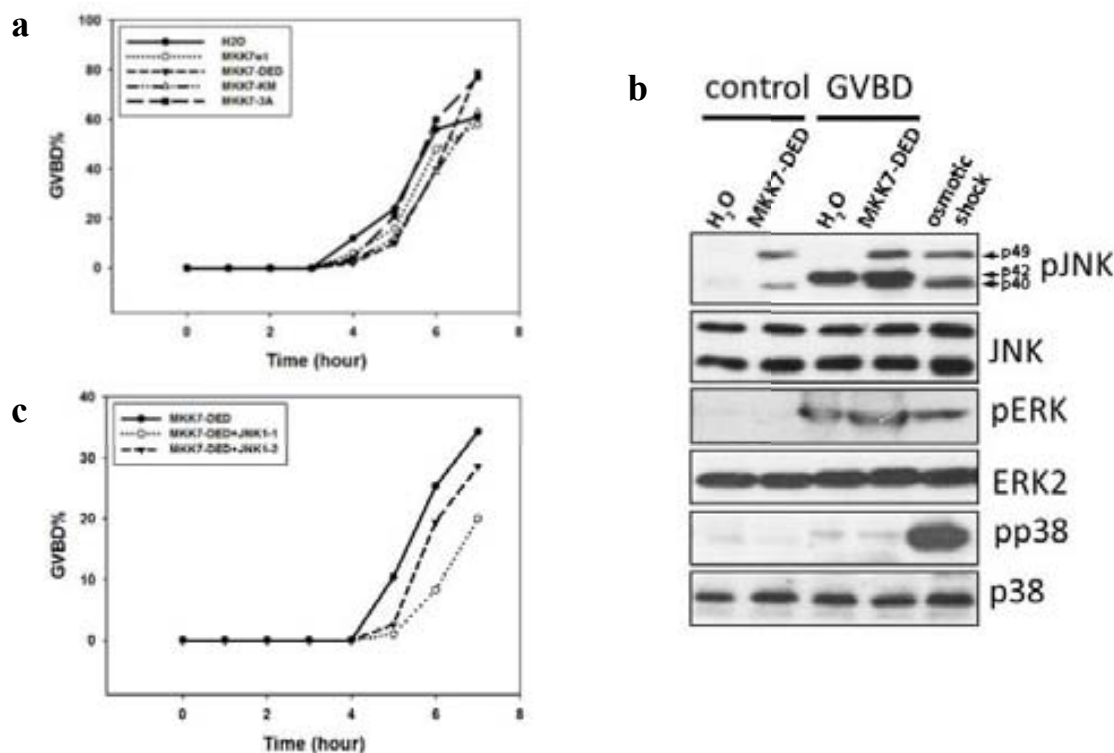 a
100
80
60
40
20
0
GVBD%
H2O
MKK7wt
MKK7-DED
MKK7-KM
MKK7-3A
0 2 4 6 8
Time (hour)
b
control GVBD
H2O MKK7-DED H2O MKK7-DED osmotic shock
p49
p42
p40
pJNK
JNK
pERK
ERK2
pp38
p38
c
40
30
20
10
0
GVBD%
MKK7-DED
MKK7-DED+JNK1-1
MKK7-DED+JNK1-2
0 2 4 6 8
Time (hour)